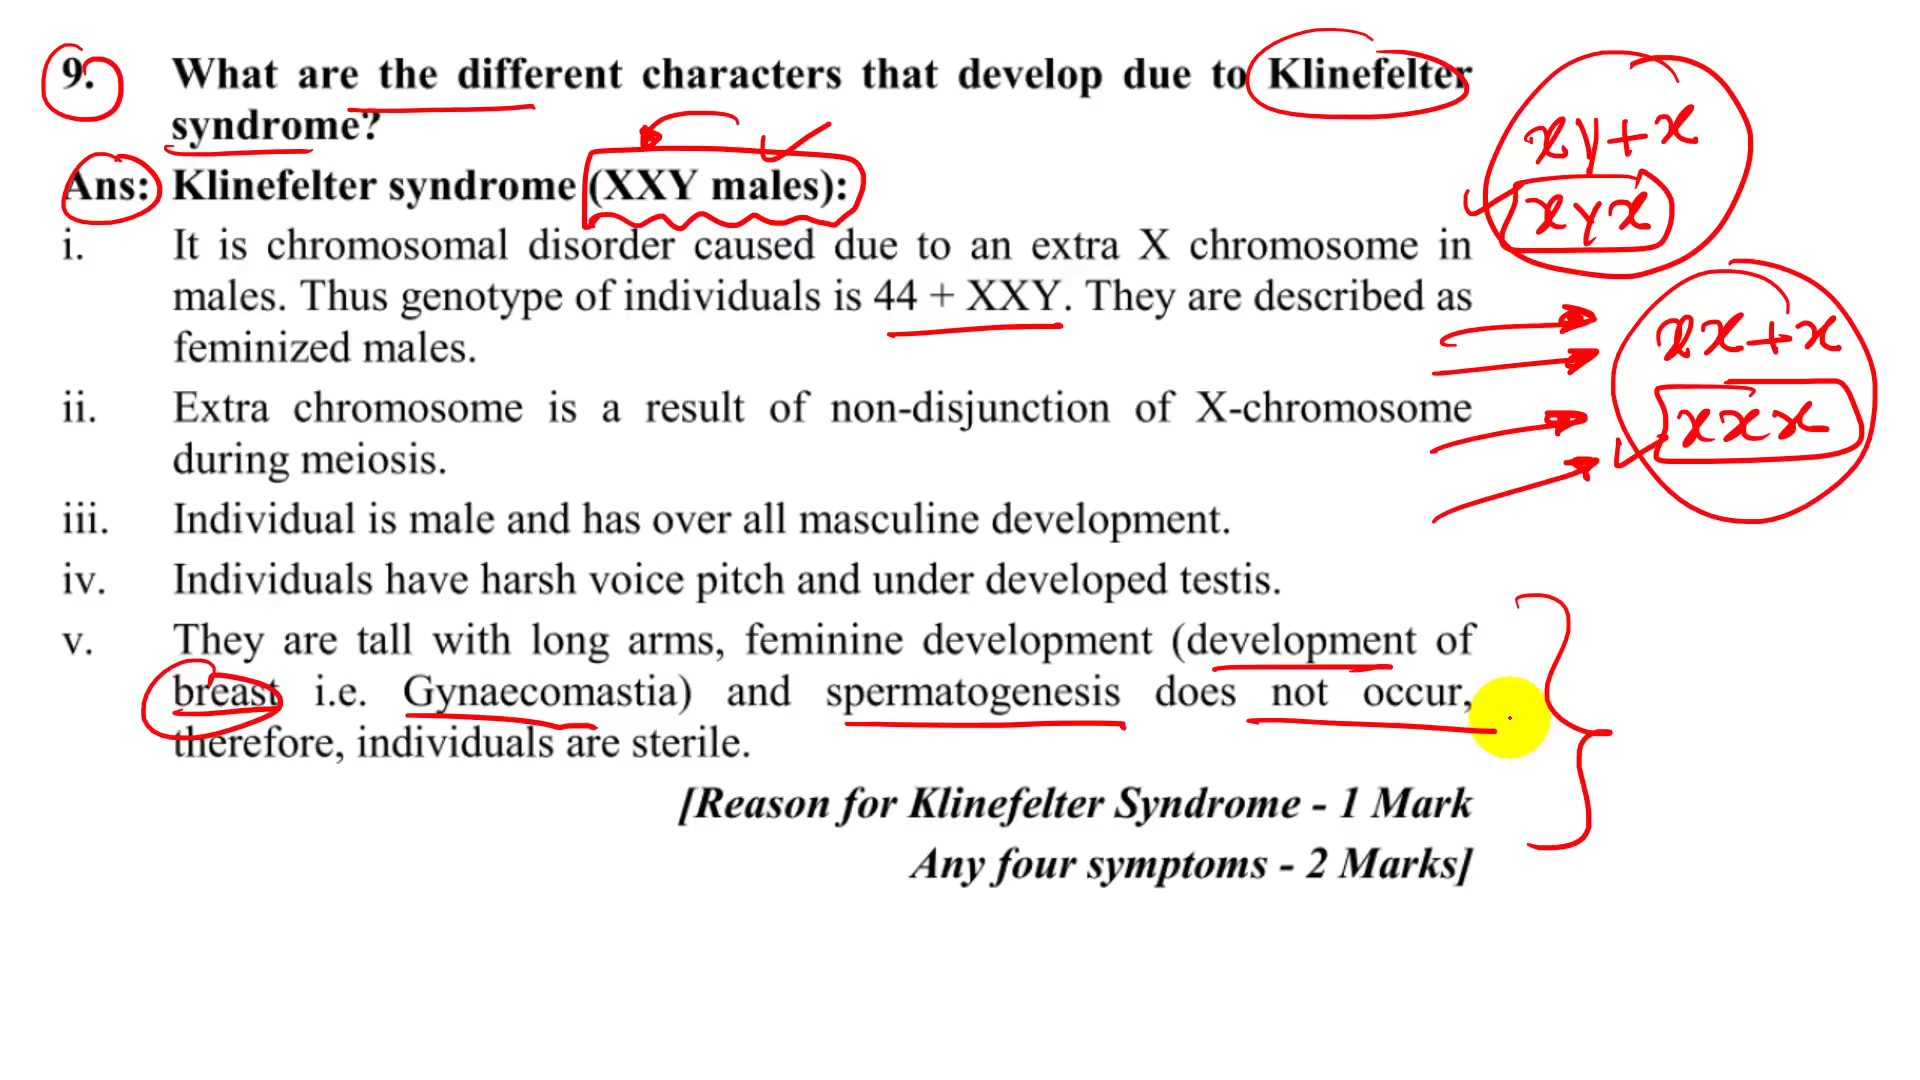 9. What are the different characters that develop due to Klinefelter
syndrome?
Ans: Klinefelter syndrome (XXY males):
i. It is chromosomal disorder caused due to an extra X chromosome in
males. Thus genotype of individuals is 44 + XXY. They are described as
feminized males.
ii. Extra chromosome is a result of non-disjunction of X-chromosome
during meiosis.
iii. Individual is male and has over all masculine development.
iv. Individuals have harsh voice pitch and under developed testis.
v. They are tall with long arms, feminine development (development of
breast i.e. Gynaecomastia) and spermatogenesis does not occur,
therefore, individuals are sterile.
[Reason for Klinefelter Syndrome - 1 Mark
Any four symptoms - 2 Marks]
xy+x
xyx
xx+x
xxx